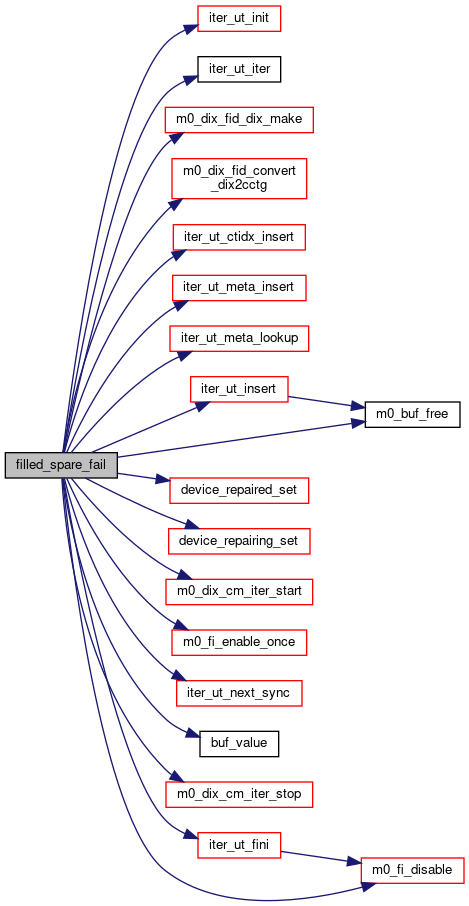 iter_ut_init
iter_ut_iter
m0_dix_fid_dix_make
m0_dix_fid_convert
_dix2cctg
iter_ut_ctidx_insert
iter_ut_meta_insert
iter_ut_meta_lookup
iter_ut_insert
m0_buf_free
filled_spare_fail
device_repaired_set
device_repairing_set
m0_dix_cm_iter_start
m0_fi_enable_once
iter_ut_next_sync
buf_value
m0_dix_cm_iter_stop
iter_ut_fini
m0_fi_disable